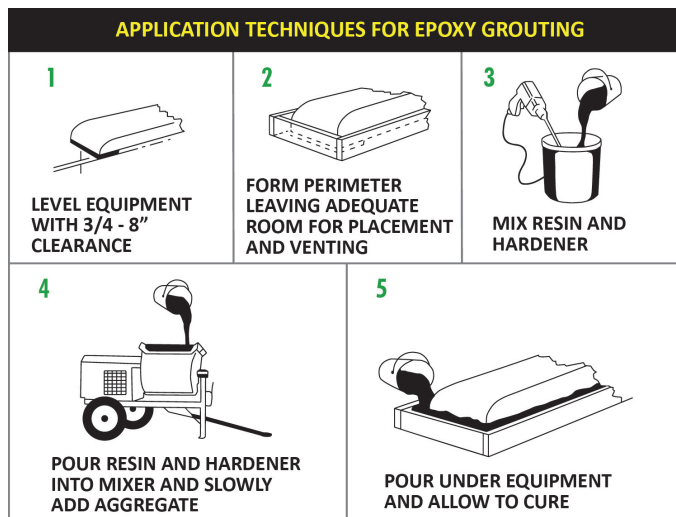 APPLICATION TECHNIQUES FOR EPOXY GROUTING
1
LEVEL EQUIPMENT
WITH 3/4 - 8”
CLEARANCE
2
FORM PERIMETER
LEAVING ADEQUATE
ROOM FOR PLACEMENT
AND VENTING
3
MIX RESIN AND
HARDENER
4
POUR RESIN AND HARDENER
INTO MIXER AND SLOWLY
ADD AGGREGATE
5
POUR UNDER EQUIPMENT
AND ALLOW TO CURE